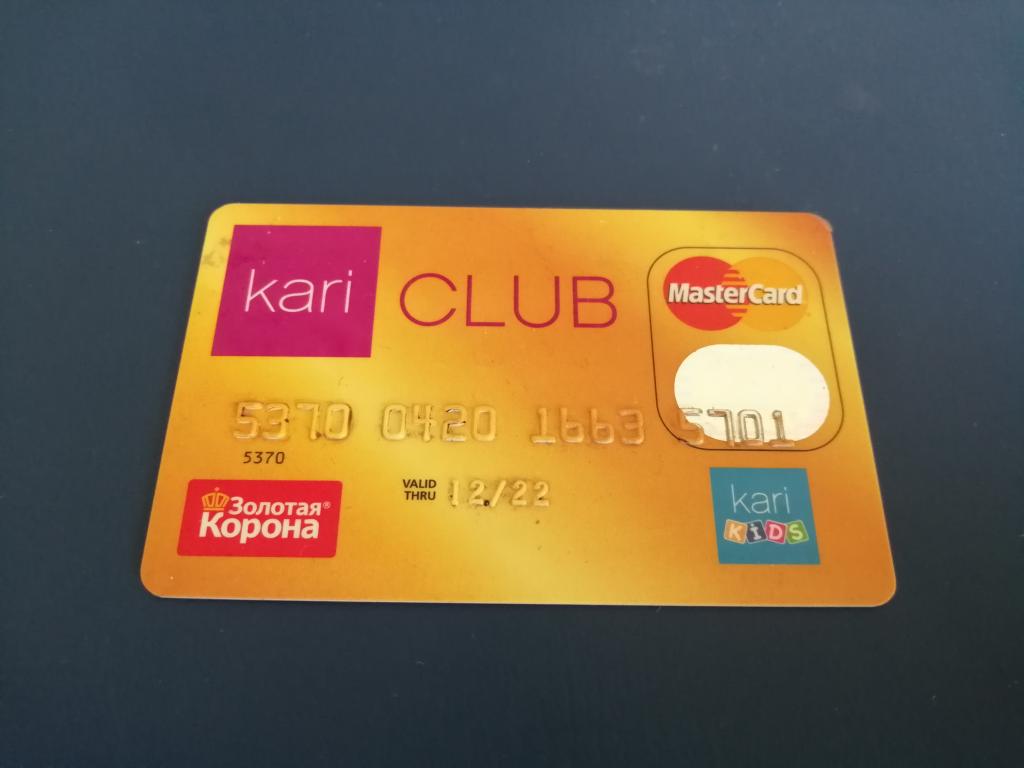 kari CLUB
MasterCard
5370 0420 1663 5701
5370
VALID THRU 12/22
Золотая®
Корона
kari
KiDS